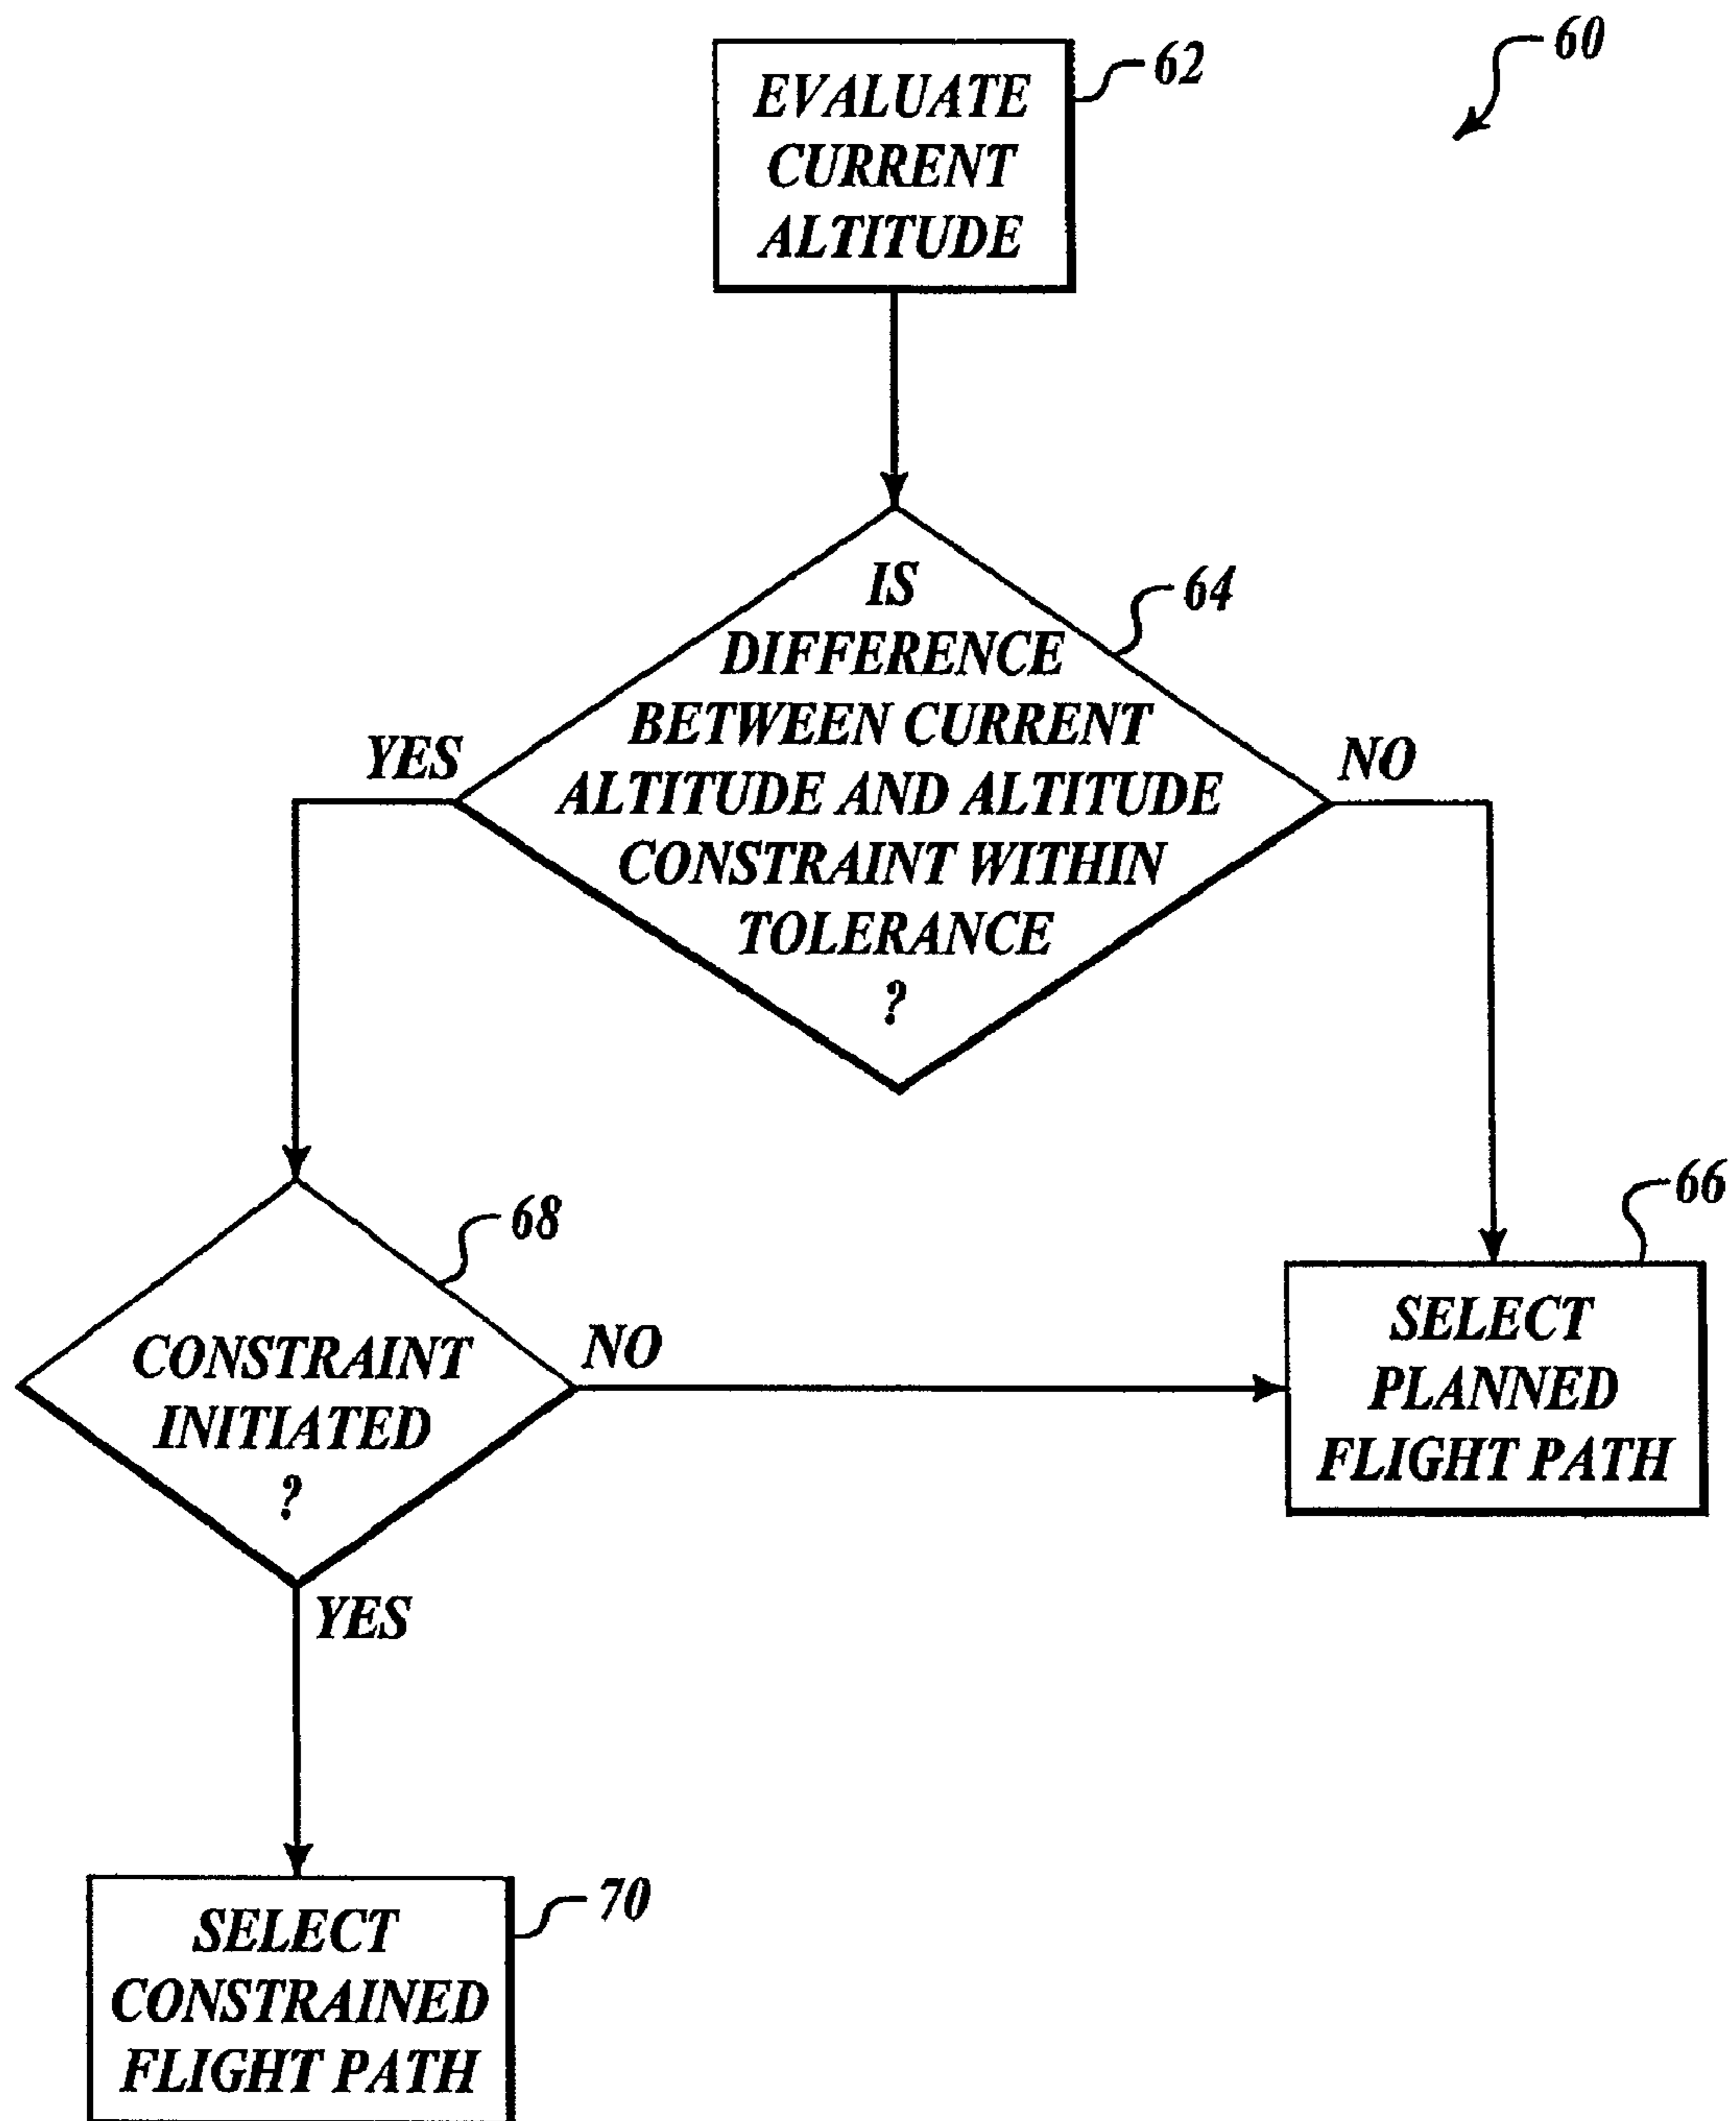 60
62
EVALUATE
CURRENT
ALTITUDE
64
IS
DIFFERENCE
BETWEEN CURRENT
ALTITUDE AND ALTITUDE
CONSTRAINT WITHIN
TOLERANCE
?
YES
NO
68
CONSTRAINT
INITIATED
?
NO
YES
66
SELECT
PLANNED
FLIGHT PATH
70
SELECT
CONSTRAINED
FLIGHT PATH